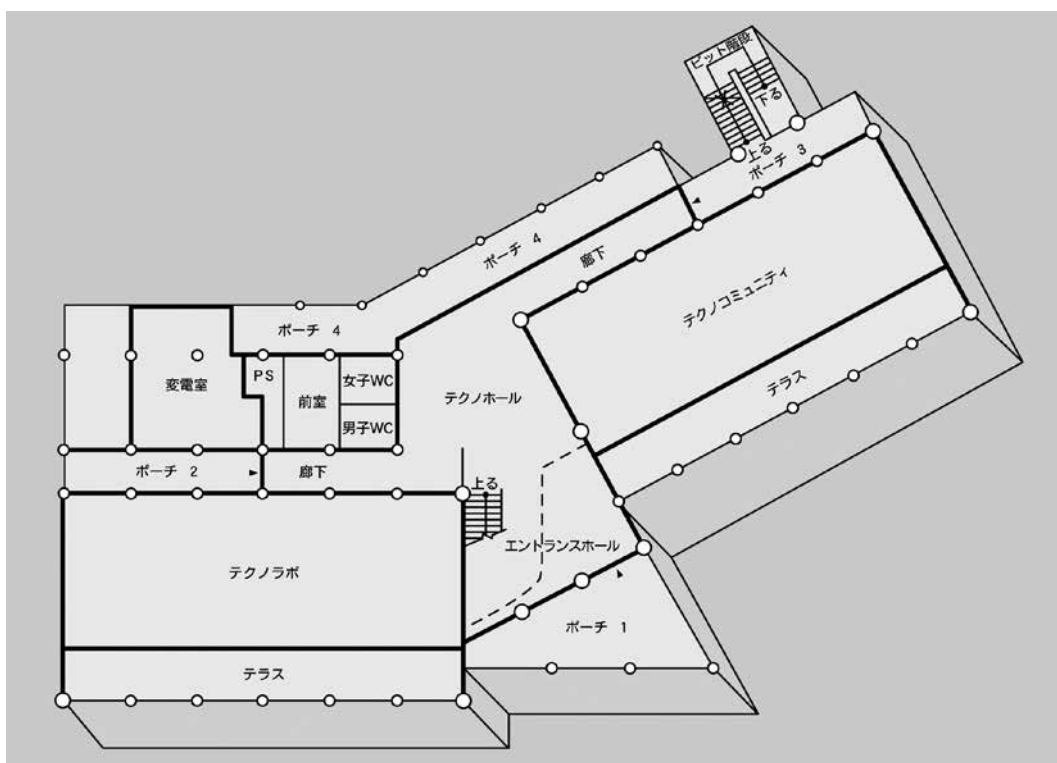 ピット階段
下る
上る
ポーチ 3
ポーチ 4
廊下
テクノコミュニティ
ポーチ 4
テラス
女子WC
PS
変電室
前室
テクノホール
男子WC
ポーチ 2
廊下
上る
エントランスホール
テクノラボ
ポーチ 1
テラス